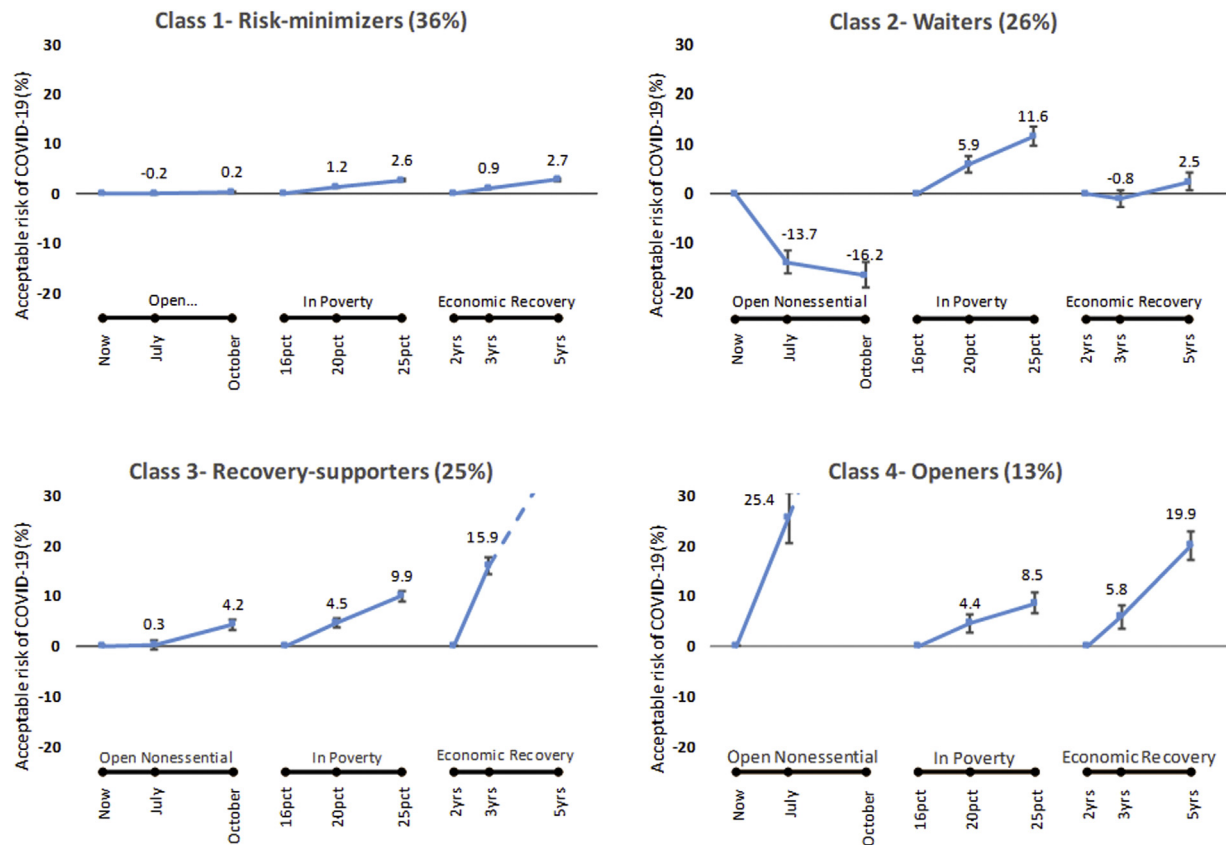 Class 1- Risk-minimizers (36%)
Acceptable risk of COVID-19 (%)
30
20
10
0
-10
-20
-0.2
0.2
1.2
2.6
0.9
2.7
Open...
In Poverty
Economic Recovery
Now
July
October
16pct
20pct
25pct
2yrs
3yrs
5yrs
Class 2- Waiters (26%)
Acceptable risk of COVID-19 (%)
30
20
10
0
-10
-20
-13.7
-16.2
5.9
11.6
-0.8
2.5
Open Nonessential
In Poverty
Economic Recovery
Now
July
October
16pct
20pct
25pct
2yrs
3yrs
5yrs
Class 3- Recovery-supporters (25%)
Acceptable risk of COVID-19 (%)
30
20
10
0
-10
-20
0.3
4.2
4.5
9.9
15.9
Open Nonessential
In Poverty
Economic Recovery
Now
July
October
16pct
20pct
25pct
2yrs
3yrs
5yrs
Class 4- Openers (13%)
Acceptable risk of COVID-19 (%)
30
20
10
0
-10
-20
25.4
4.4
8.5
5.8
19.9
Open Nonessential
In Poverty
Economic Recovery
Now
July
October
16pct
20pct
25pct
2yrs
3yrs
5yrs